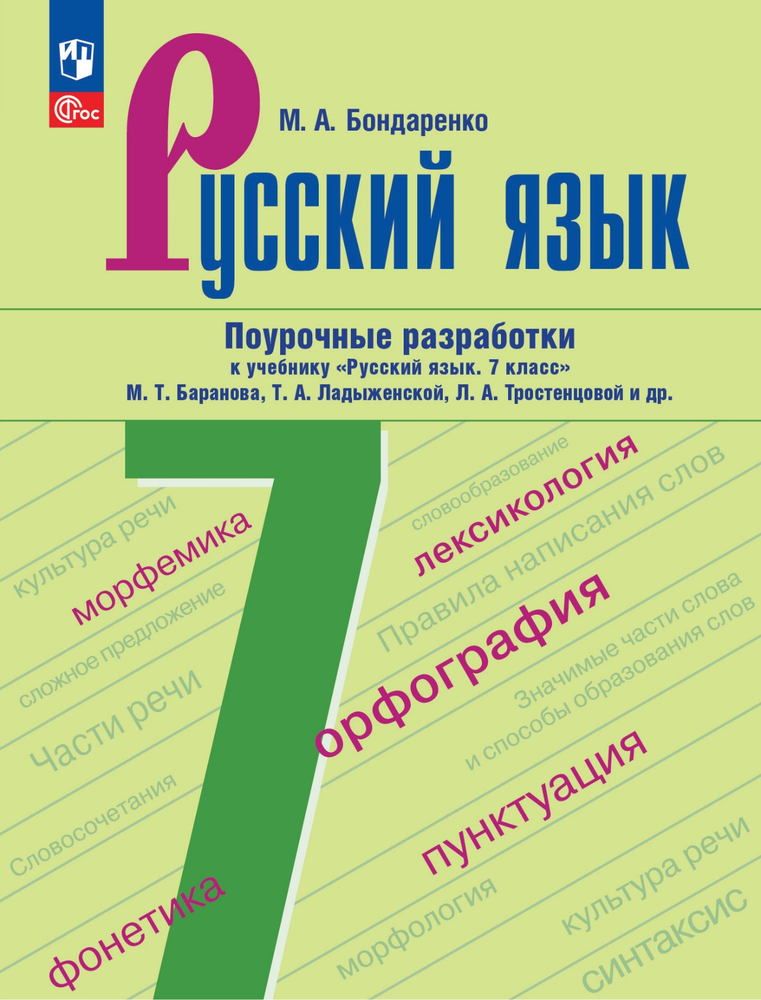 ИП
ФГОС
М. А. Бондаренко
Русский язык
Поурочные разработки
к учебнику «Русский язык. 7 класс»
М. Т. Баранова, Т. А. Ладыженской, Л. А. Тростенцовой и др.
7
словообразование
лексикология
Правила написания слов
культура речи
морфемика
сложное предложение
орфография
Значимые части слова
и способы образования слов
Части речи
Словосочетания
пунктуация
фонетика
морфология
культура речи
синтаксис